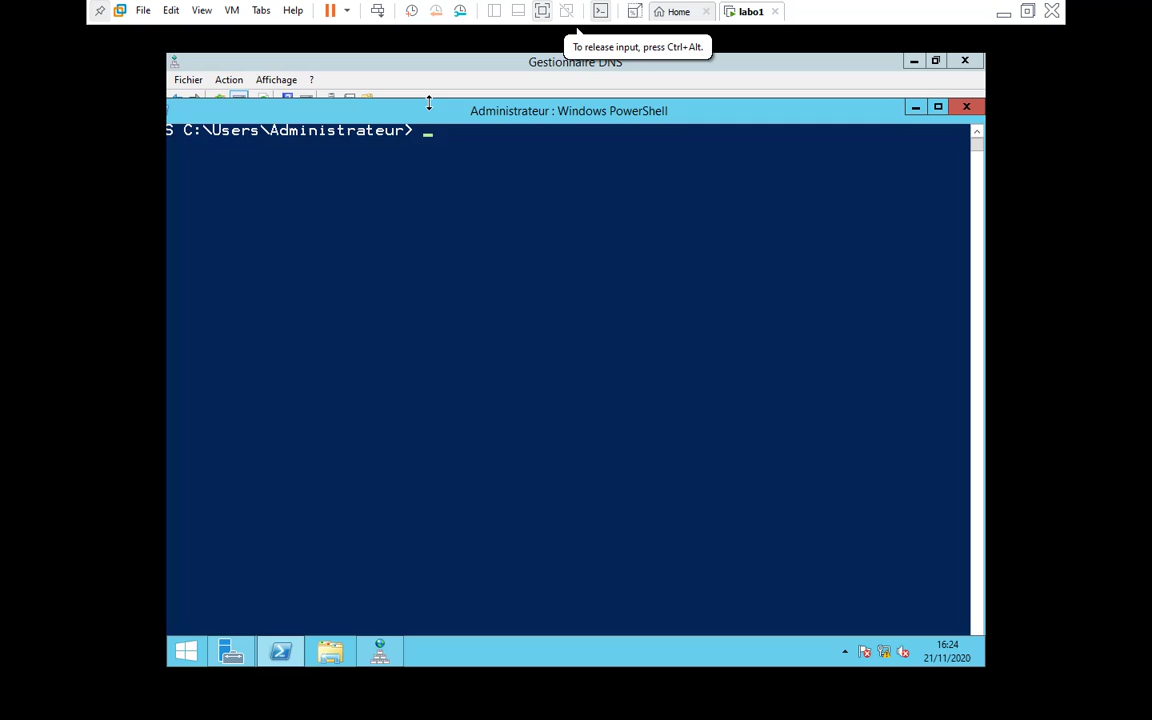 File Edit View VM Tabs Help Home labo1
To release input, press Ctrl+Alt.
Gestionnaire DNS
Fichier Action Affichage ?
Administrateur : Windows PowerShell
S C:\Users\Administrateur> _
16:24
21/11/2020